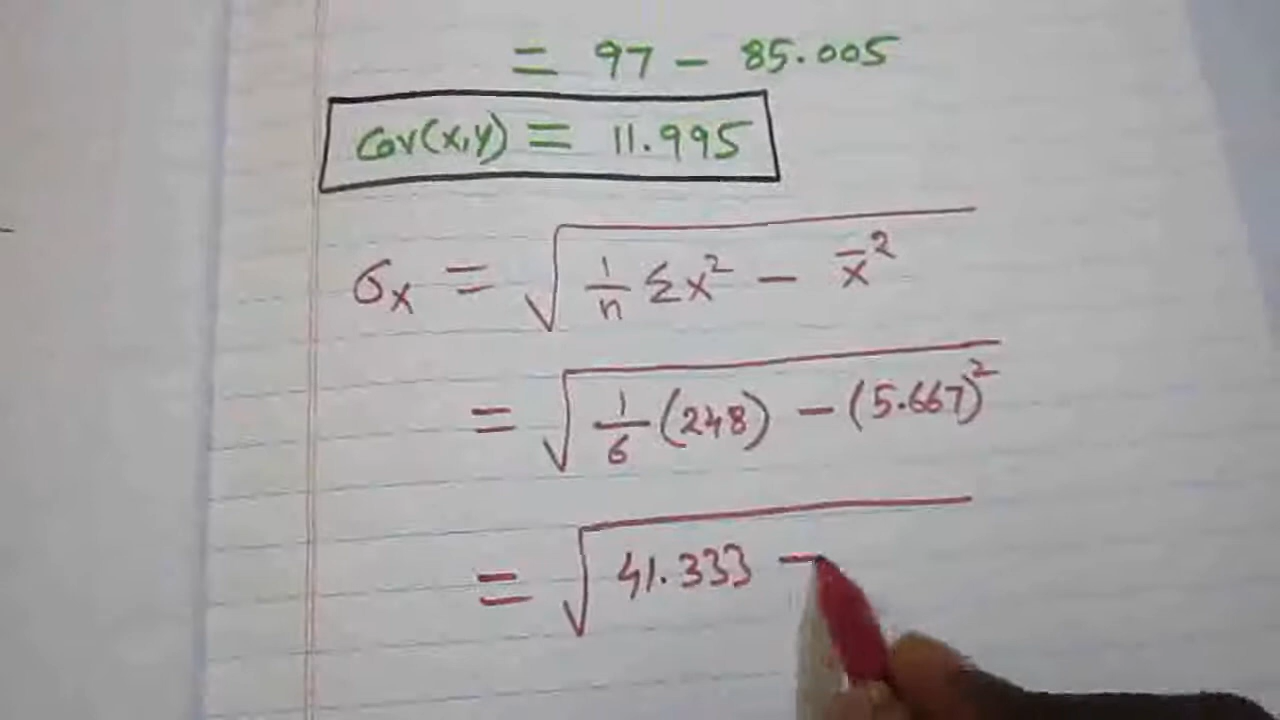 = 97 - 85.005
Cov(x,y) = 11.995
σx = √(1/n Σx² - x̄²)
= √(1/6 (248) - (5.667)²)
= √(41.333 -